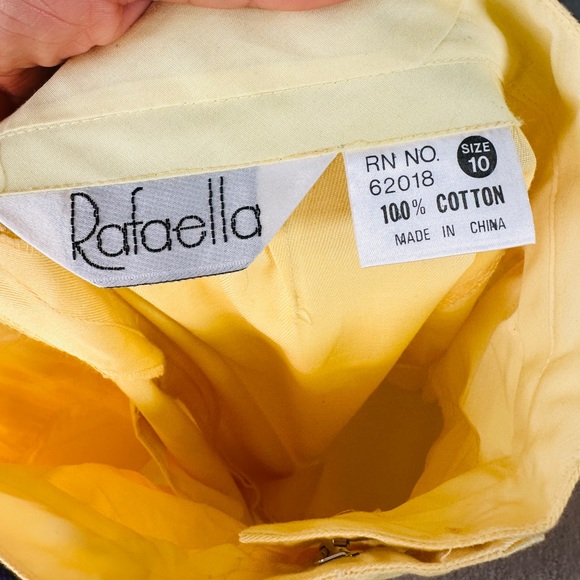 Rafaella
RN NO.
62018
SIZE
10
100% COTTON
MADE IN CHINA